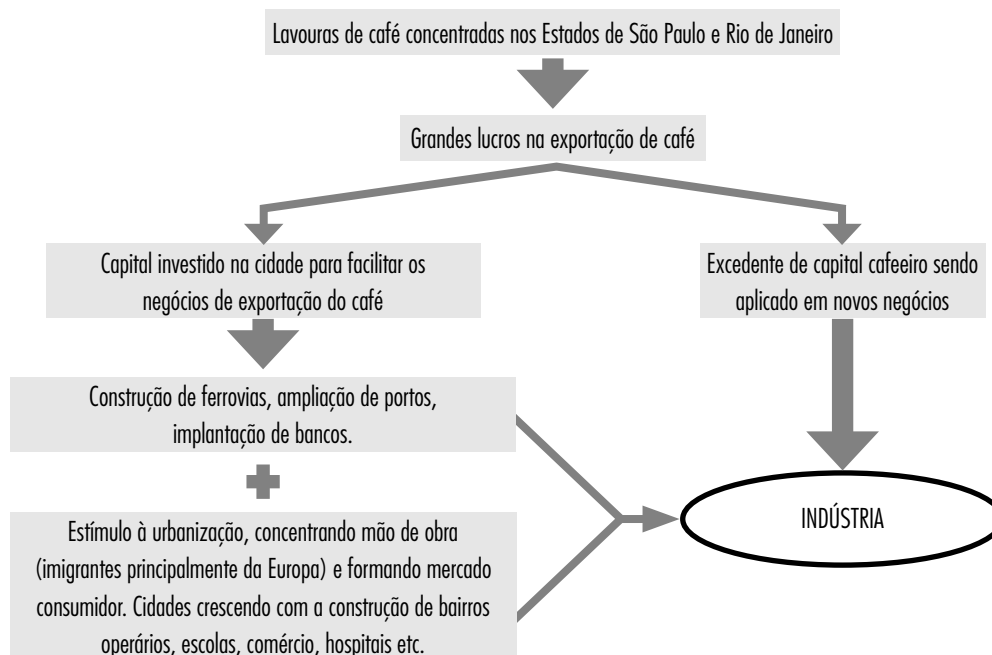 Lavouras de café concentradas nos Estados de São Paulo e Rio de Janeiro
Grandes lucros na exportação de café
Capital investido na cidade para facilitar os
negócios de exportação do café
Excedente de capital cafeeiro sendo
aplicado em novos negócios
Construção de ferrovias, ampliação de portos,
implantação de bancos.
Estímulo à urbanização, concentrando mão de obra
(imigrantes principalmente da Europa) e formando mercado
consumidor. Cidades crescendo com a construção de bairros
operários, escolas, comércio, hospitais etc.
INDÚSTRIA